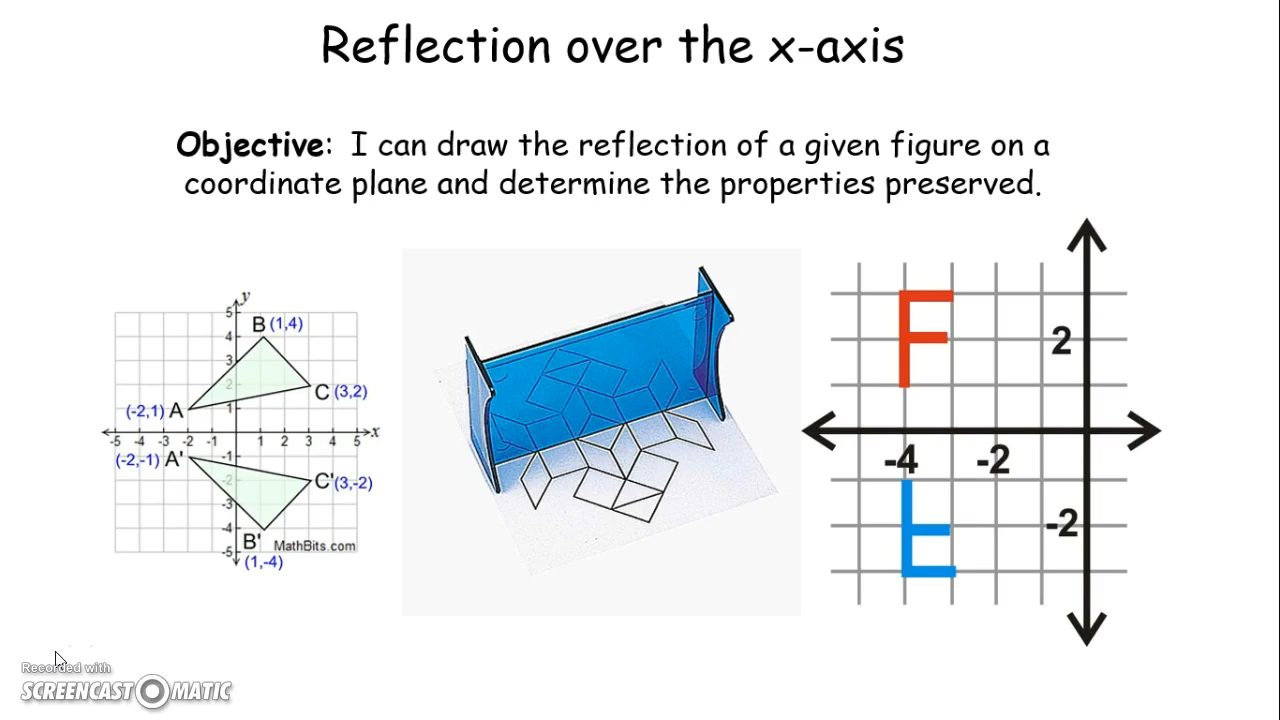 Reflection over the x-axis
Objective: I can draw the reflection of a given figure on a
coordinate plane and determine the properties preserved.
y
5
B (1,4)
4
3
2
C (3,2)
(-2,1) A
1
-5 -4 -3 -2 -1 1 2 3 4 5 x
(-2,-1) A'
-1
-2
C' (3,-2)
-3
-4
B' MathBits.com
-5
(1,-4)
2
-4 -2
-2
Recorded with
SCREENCAST-O-MATIC